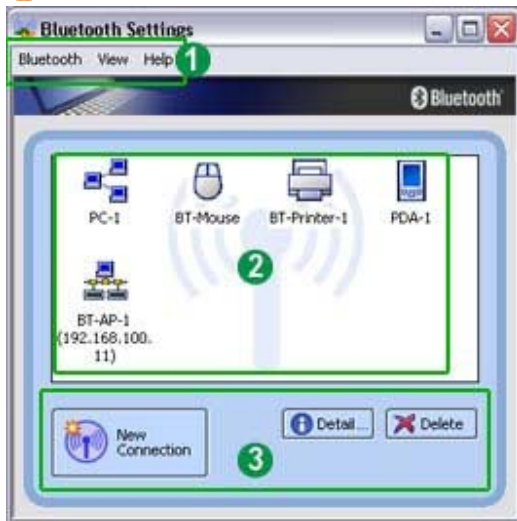 Bluetooth Settings
Bluetooth View Help
1
Bluetooth
PC-1 BT-Mouse BT-Printer-1 PDA-1
2
BT-AP-1
(192.168.100.
11)
New
Connection
Detail...
Delete
3